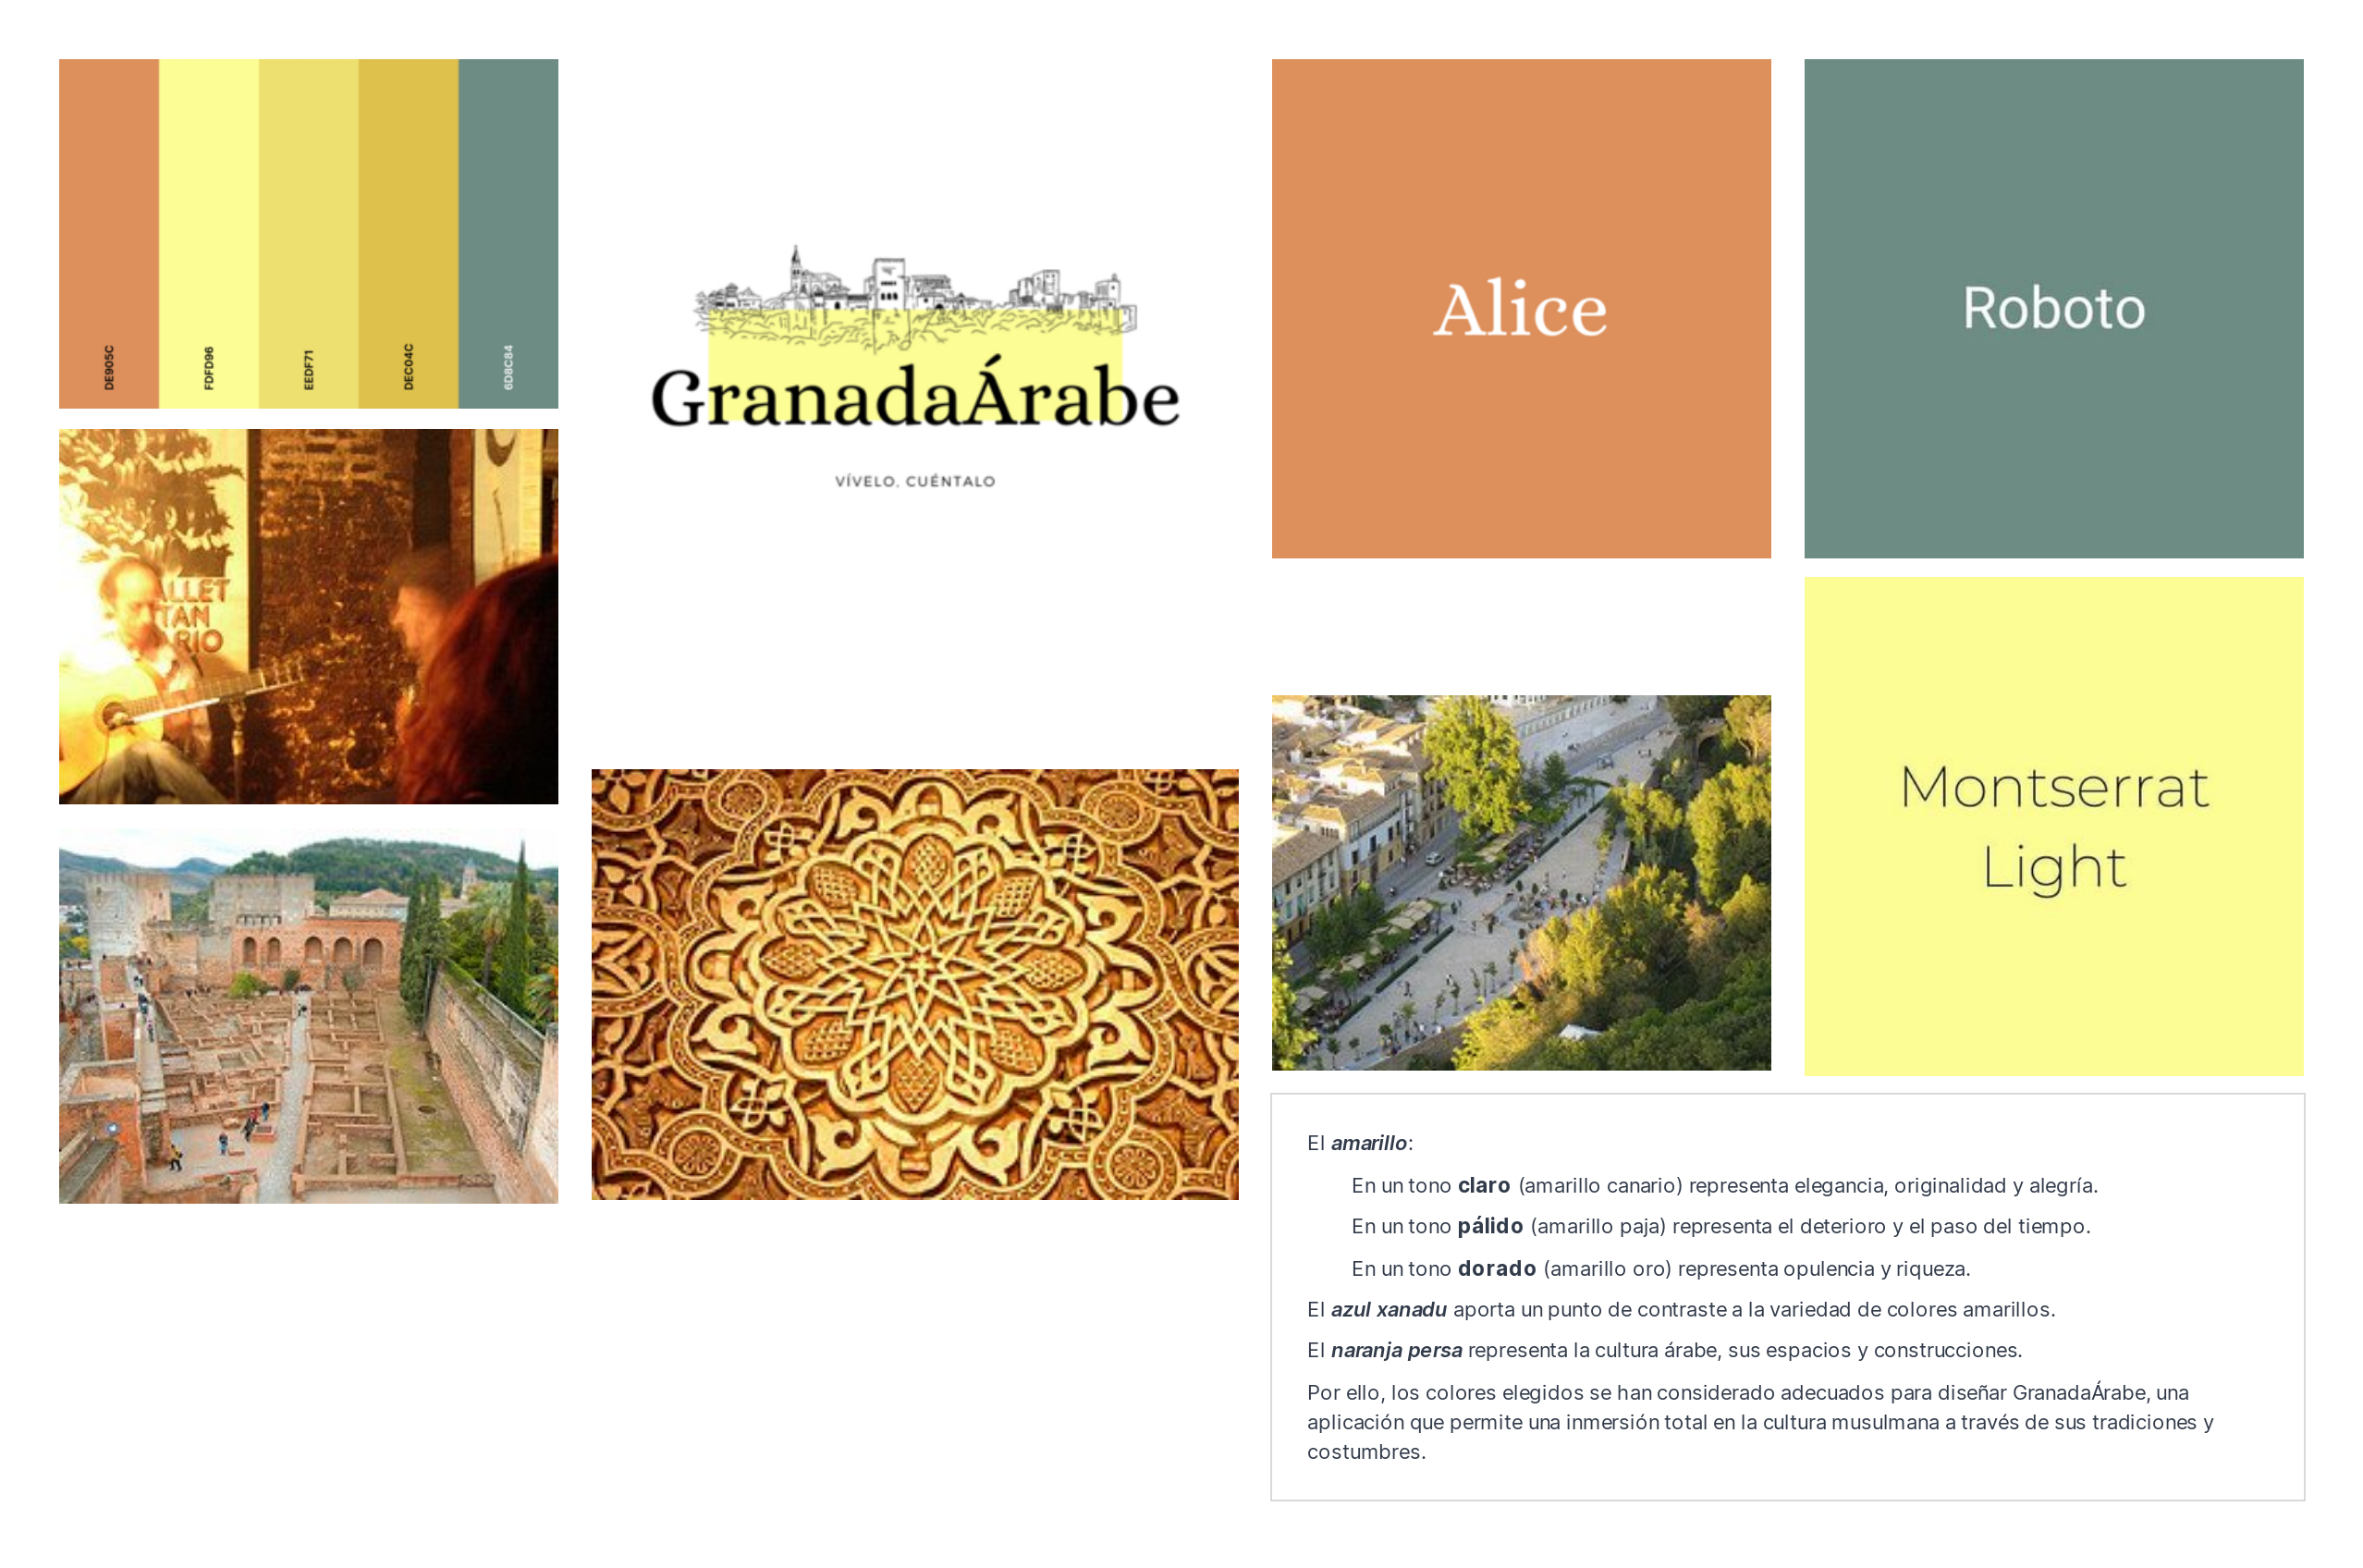 DE905C
FDFD96
EEDF71
DEC04C
6D8C84
ALLET
TAN
RIO
GranadaÁrabe
VÍVELO, CUÉNTALO
Alice
Roboto
Montserrat
Light
El amarillo:
En un tono claro (amarillo canario) representa elegancia, originalidad y alegría.
En un tono pálido (amarillo paja) representa el deterioro y el paso del tiempo.
En un tono dorado (amarillo oro) representa opulencia y riqueza.
El azul xanadu aporta un punto de contraste a la variedad de colores amarillos.
El naranja persa representa la cultura árabe, sus espacios y construcciones.
Por ello, los colores elegidos se han considerado adecuados para diseñar GranadaÁrabe, una
aplicación que permite una inmersión total en la cultura musulmana a través de sus tradiciones y
costumbres.